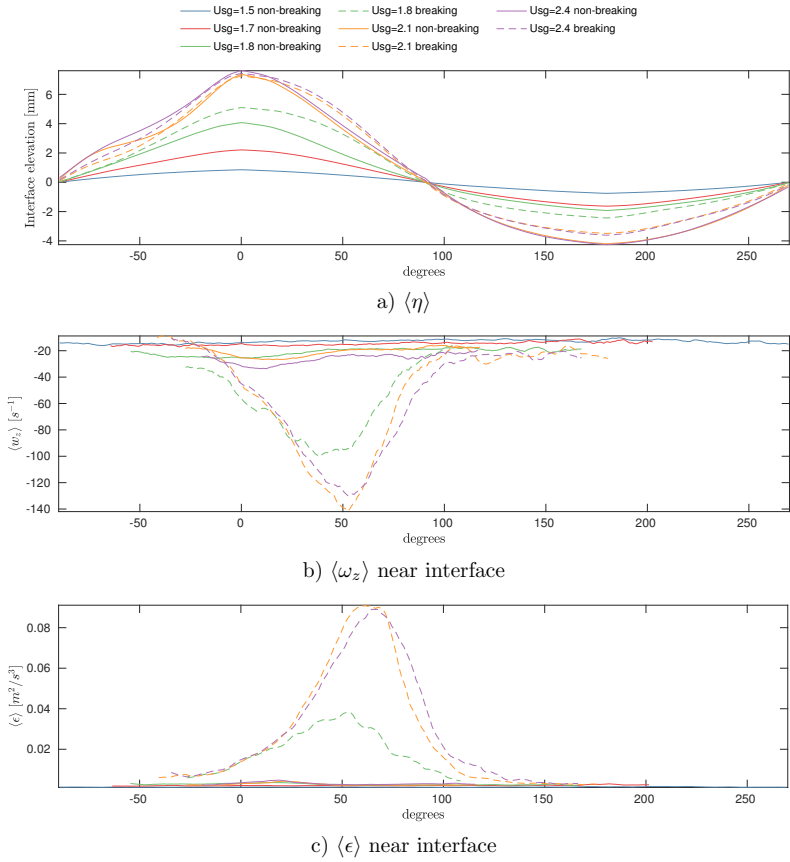 Usg=1.5 non-breaking Usg=1.8 breaking Usg=2.4 non-breaking
Usg=1.7 non-breaking Usg=2.1 non-breaking Usg=2.4 breaking
Usg=1.8 non-breaking Usg=2.1 breaking
Interface elevation [mm]
6
4
2
0
-2
-4
-50 0 50 100 150 200 250
degrees
a) ⟨η⟩
⟨w_z⟩ [s⁻¹]
-20
-40
-60
-80
-100
-120
-140
-50 0 50 100 150 200 250
degrees
b) ⟨ω_z⟩ near interface
⟨ϵ⟩ [m²/s³]
0.08
0.06
0.04
0.02
-50 0 50 100 150 200 250
degrees
c) ⟨ϵ⟩ near interface